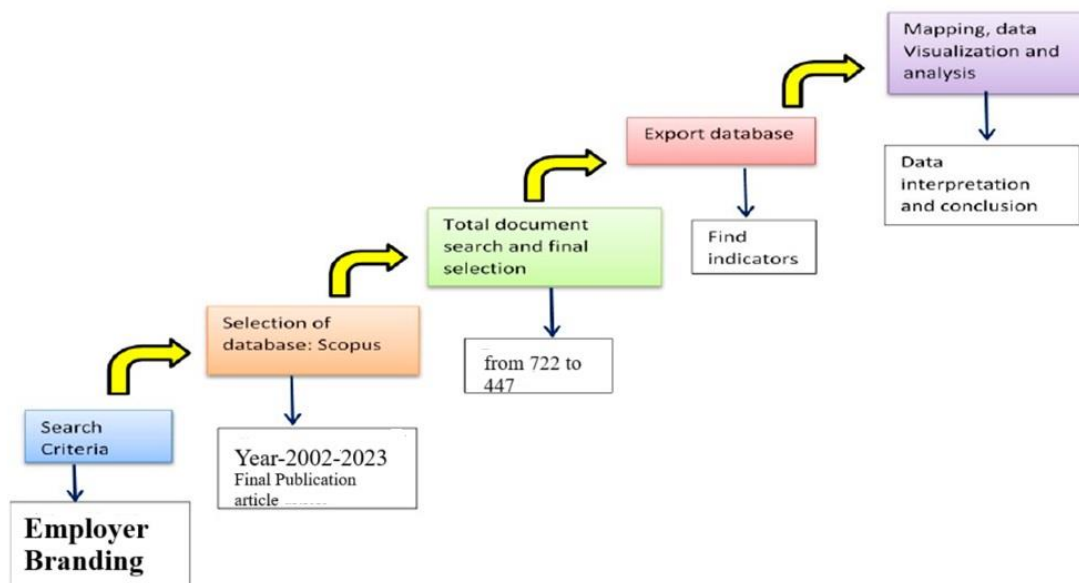 Search
Criteria
Employer
Branding
Selection of
database: Scopus
Year-2002-2023
Final Publication
article
Total document
search and final
selection
from 722 to
447
Export database
Find
indicators
Mapping, data
Visualization and
analysis
Data
interpretation
and conclusion